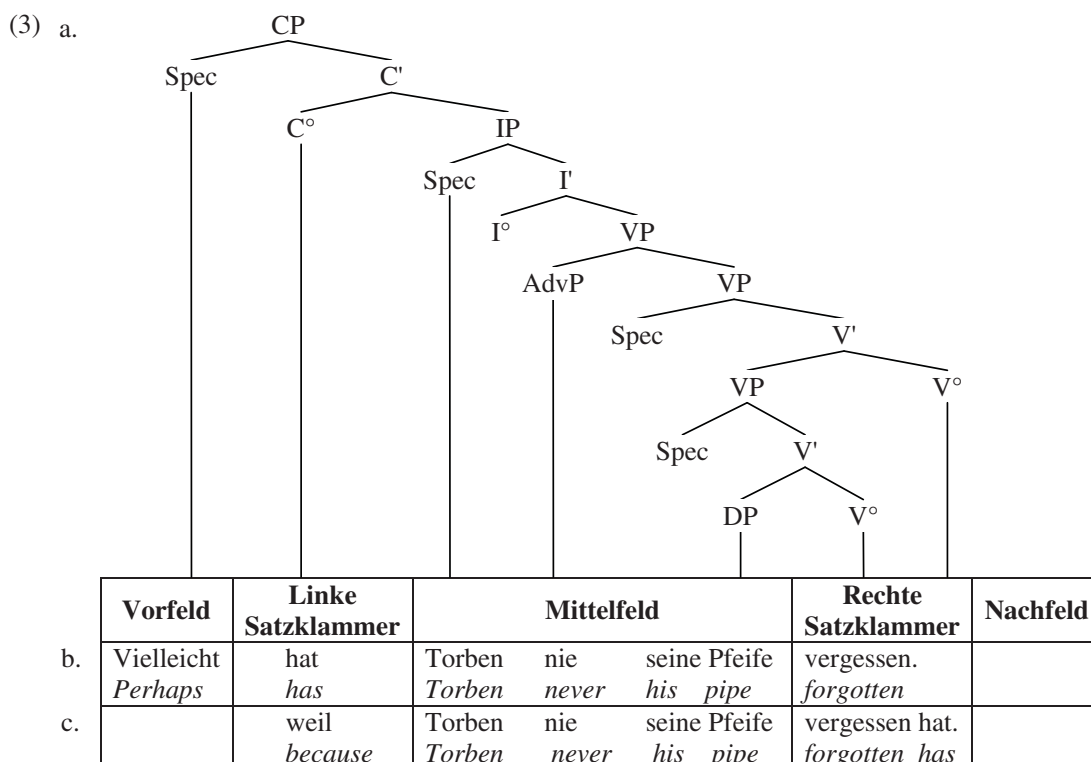 (3) a. CP
Spec C'
C° IP
Spec I'
I° VP
AdvP VP
Spec V'
VP V°
Spec V'
DP V°
Vorfeld Linke Satzklammer Mittelfeld Rechte Satzklammer Nachfeld
b. Vielleicht hat Torben nie seine Pfeife vergessen.
Perhaps has Torben never his pipe forgotten
c. weil Torben nie seine Pfeife vergessen hat.
because Torben never his pipe forgotten has